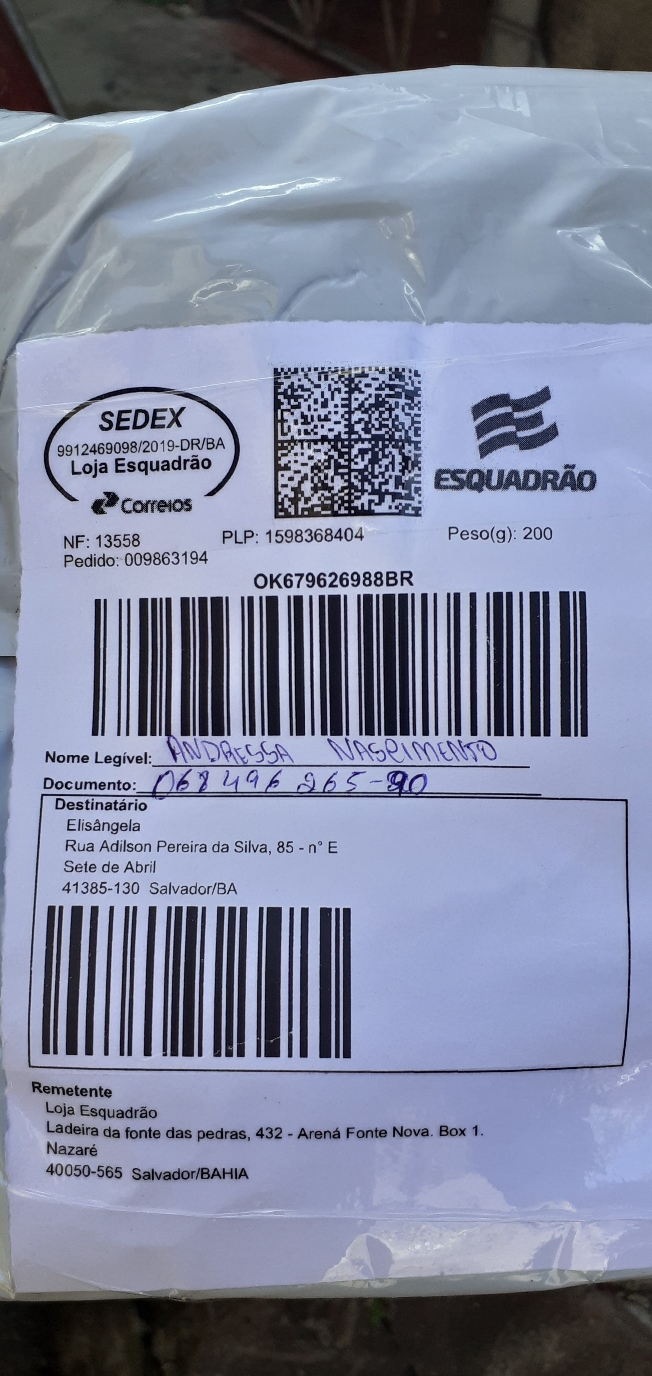 SEDEX
9912469098/2019-DR/BA
Loja Esquadrão
Correios
ESQUADRÃO
NF: 13558 PLP: 1598368404 Peso(g): 200
Pedido: 009863194
OK679626988BR
Nome Legível: ANDRESSA NASCIMENTO
Documento: 068 496 265-90
Destinatário
Elisângela
Rua Adilson Pereira da Silva, 85 - n° E
Sete de Abril
41385-130 Salvador/BA
Remetente
Loja Esquadrão
Ladeira da fonte das pedras, 432 - Arená Fonte Nova. Box 1.
Nazaré
40050-565 Salvador/BAHIA